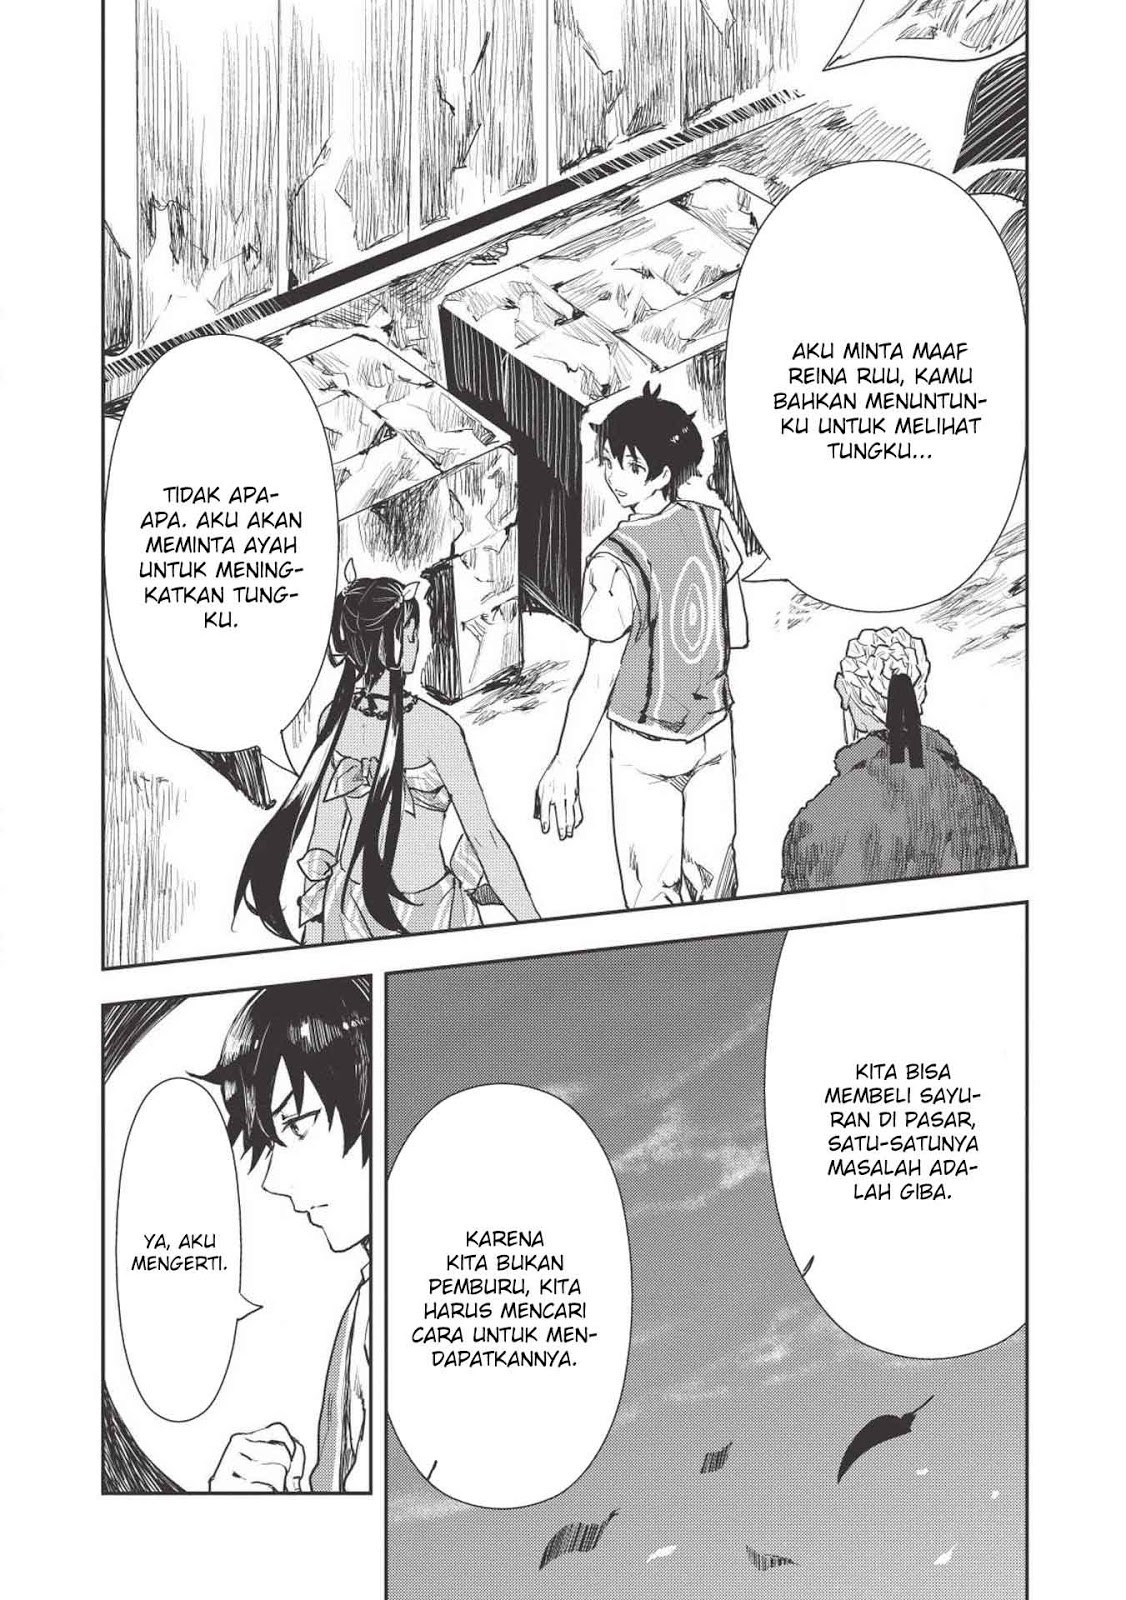 AKU MINTA MAAF
REINA RUU, KAMU
BAHKAN MENUNTUN-
KU UNTUK MELIHAT
TUNGKU...
TIDAK APA-
APA. AKU AKAN
MEMINTA AYAH
UNTUK MENING-
KATKAN TUNG-
KU.
KITA BISA
MEMBELI SAYU-
RAN DI PASAR,
SATU-SATUNYA
MASALAH ADA-
LAH GIBA.
KARENA
KITA BUKAN
PEMBURU, KITA
HARUS MENCARI
CARA UNTUK MEN-
DAPATKANNYA.
YA, AKU
MENGERTI.